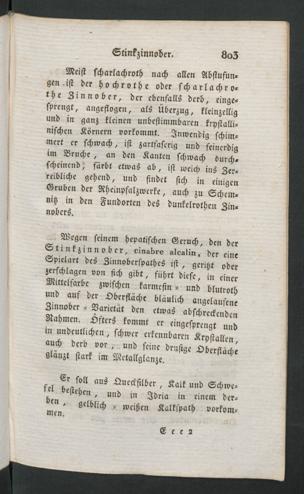 Stinkzinnober. 803
Meist scharlachroth nach allen Abstufun-
gen ist der hochrothe oder scharlachro-
the Zinnober, der ebenfalls derb, einge-
sprengt, angeflogen, als Überzug, kleinzellig
und in ganz kleinen unbestimmbaren krystalli-
nischen Körnern vorkommt. Inwendig schim-
mert er schwach, ist zartfaserig und feinerdig
im Bruche, an den Kanten schwach durch-
scheinend; färbt etwas ab, ist weich ins Zer-
reibliche gehend, und findet sich in einigen
Gruben der Rheinpfalzwerke, auch zu Schem-
nitz in den Fundorten des dunkelrothen Zin-
nobers.
Wegen seinem hepatischen Geruch, den der
Stinkzinnober, cinabre alcalin, der eine
Spielart des Zinnoberspathes ist, geritzt oder
zerschlagen von sich gibt, führt diese, in einer
Mittelfarbe zwischen karmesin= und blutroth
und auf der Oberfläche bläulich angelaufene
Zinnober=Varietät den etwas abschreckenden
Nahmen. Öfters kommt er eingesprengt und
in undeutlichen, schwer erkennbaren Krystallen,
auch derb vor, und seine drusige Oberfläche
glänzt stark im Metallglanze.
Er soll aus Quecksilber, Kalk und Schwe-
fel bestehen, und in Idria in einem der-
ben, gelblich=weißen Kalkspath vorkom-
men.
Eee2